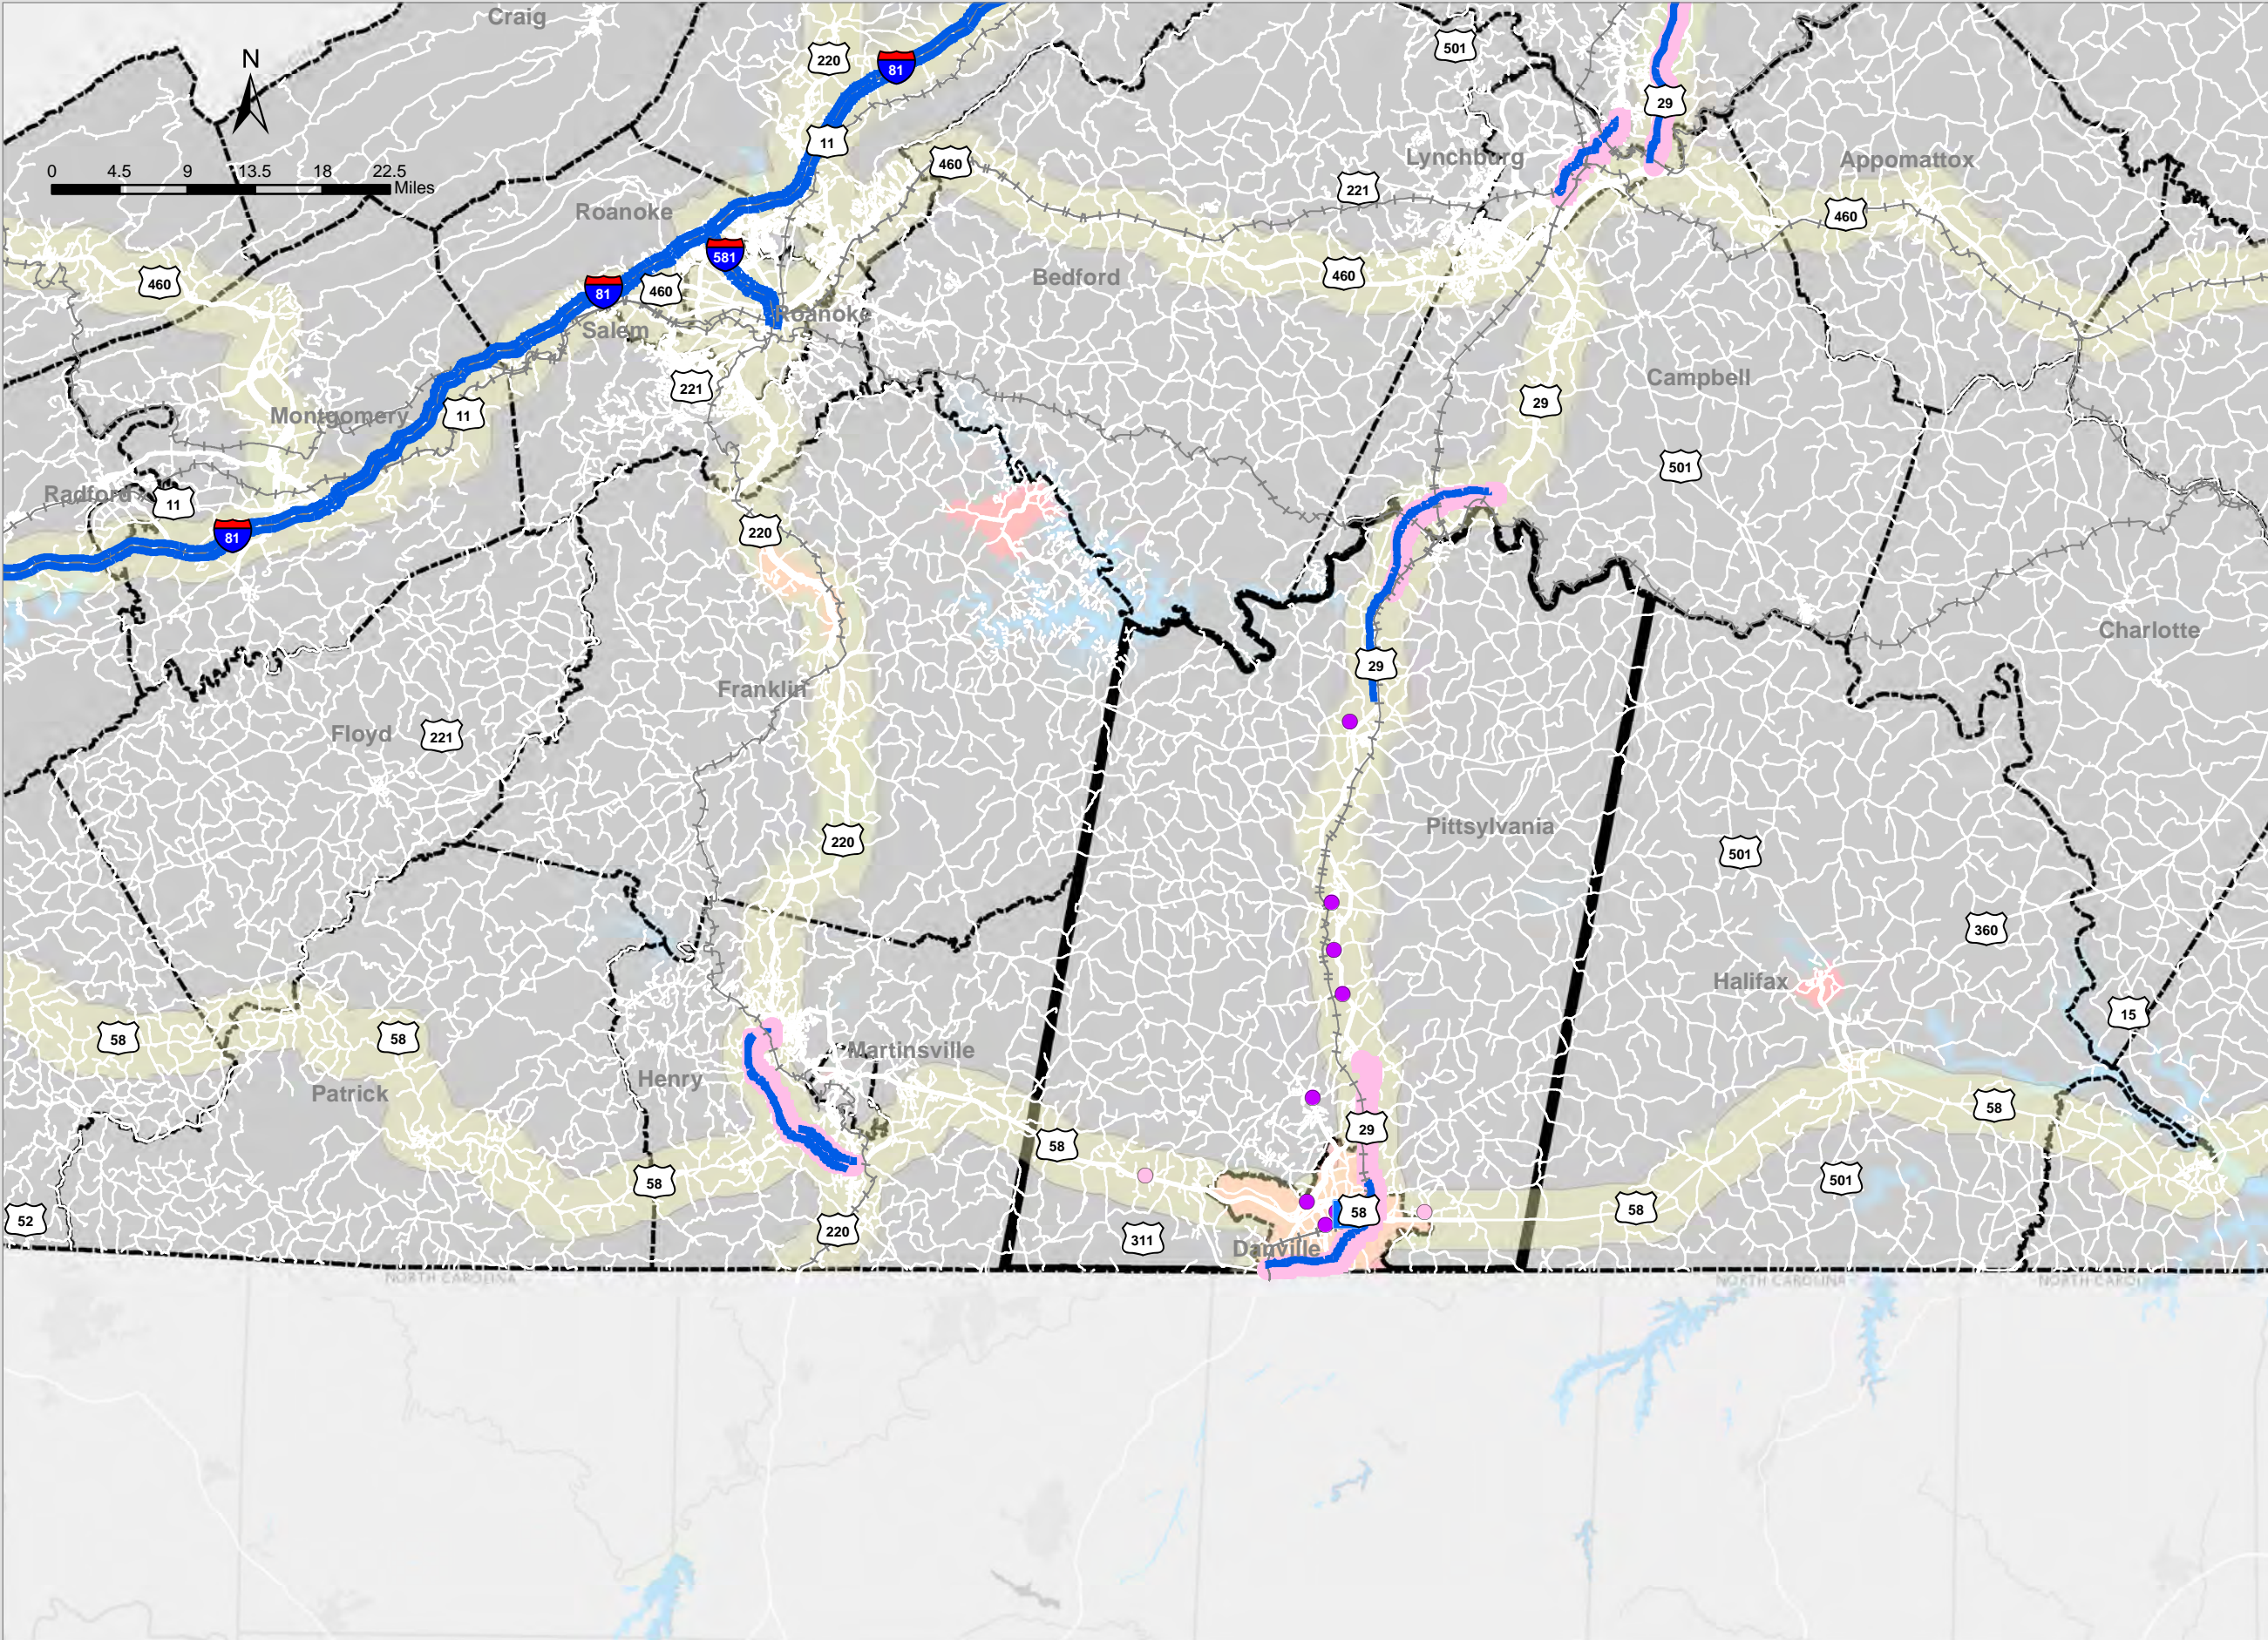 Craig
501
N
220
81
29
11
0 4.5 9 13.5 18 22.5
Miles
460
Lynchburg
Appomattox
221
Roanoke
460
581
Bedford
460
460
81
460
Roanoke
Salem
221
Campbell
29
Montgomery
11
501
Radford
11
220
81
Charlotte
29
Franklin
Floyd
221
Pittsylvania
220
501
360
Halifax
15
58
58
Martinsville
Henry
Patrick
58
29
58
58
501
58
58
52
220
311
Danville
NORTH CAROLINA
NORTH CAROLINA
NORTH CAROL